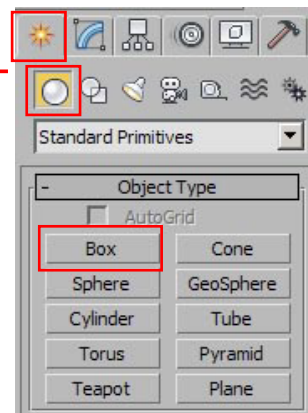 Standard Primitives
- Object Type
AutoGrid
Box Cone
Sphere GeoSphere
Cylinder Tube
Torus Pyramid
Teapot Plane